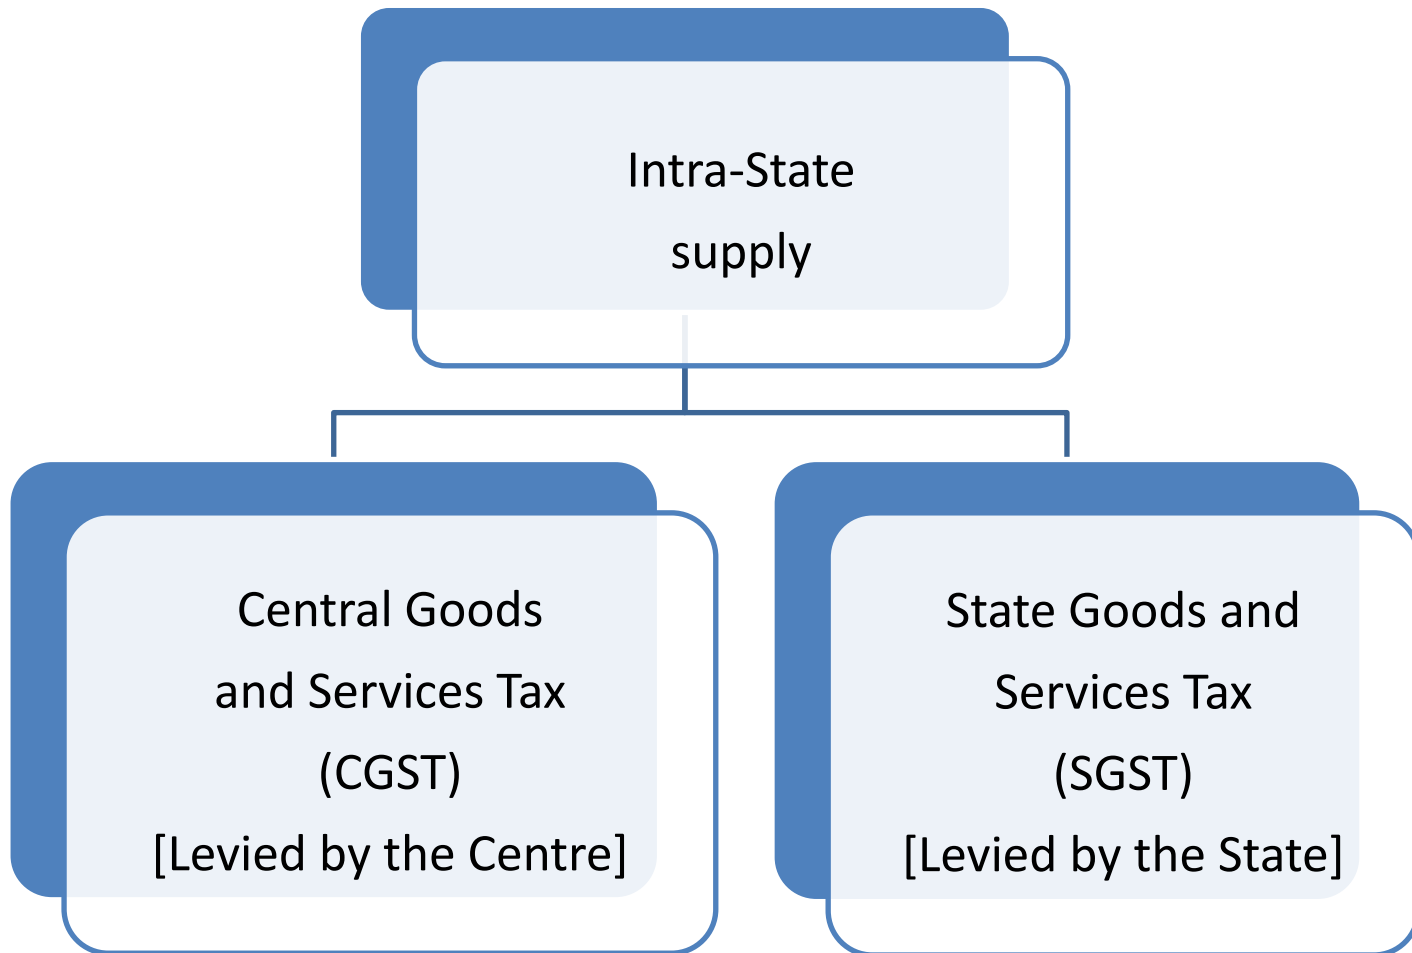 Intra-State
supply
Central Goods
and Services Tax
(CGST)
[Levied by the Centre]
State Goods and
Services Tax
(SGST)
[Levied by the State]